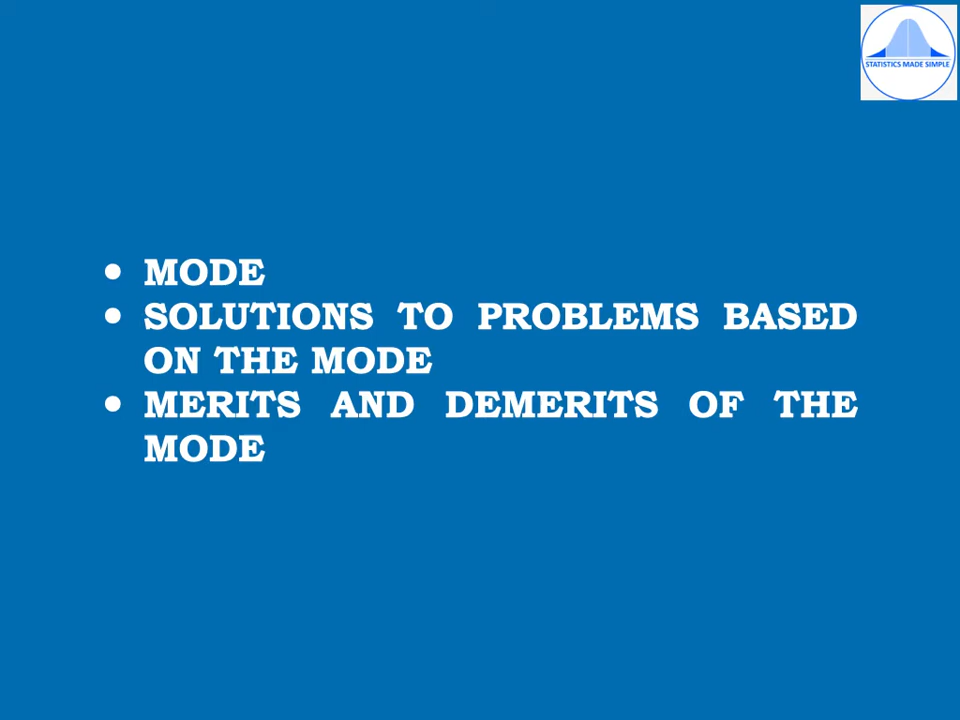 STATISTICS MADE SIMPLE
• MODE
• SOLUTIONS TO PROBLEMS BASED
ON THE MODE
• MERITS AND DEMERITS OF THE
MODE